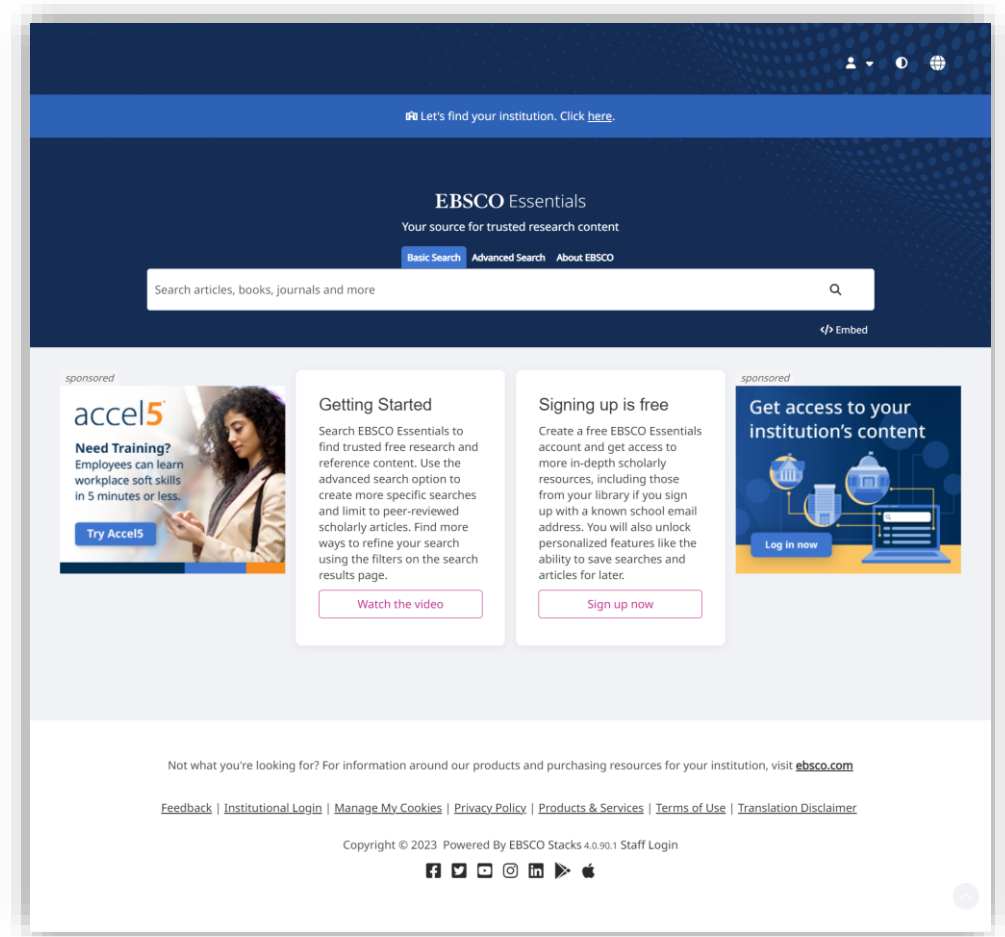 Let's find your institution. Click here.
EBSCO Essentials
Your source for trusted research content
Basic Search Advanced Search About EBSCO
Search articles, books, journals and more
</> Embed
sponsored
accel5
Need Training?
Employees can learn
workplace soft skills
in 5 minutes or less.
Try Accel5
Getting Started
Search EBSCO Essentials to
find trusted free research and
reference content. Use the
advanced search option to
create more specific searches
and limit to peer-reviewed
scholarly articles. Find more
ways to refine your search
using the filters on the search
results page.
Watch the video
Signing up is free
Create a free EBSCO Essentials
account and get access to
more in-depth scholarly
resources, including those
from your library if you sign
up with a known school email
address. You will also unlock
personalized features like the
ability to save searches and
articles for later.
Sign up now
sponsored
Get access to your
institution's content
Log in now
Not what you're looking for? For information around our products and purchasing resources for your institution, visit ebsco.com
Feedback | Institutional Login | Manage My Cookies | Privacy Policy | Products & Services | Terms of Use | Translation Disclaimer
Copyright © 2023 Powered By EBSCO Stacks 4.0.90.1 Staff Login